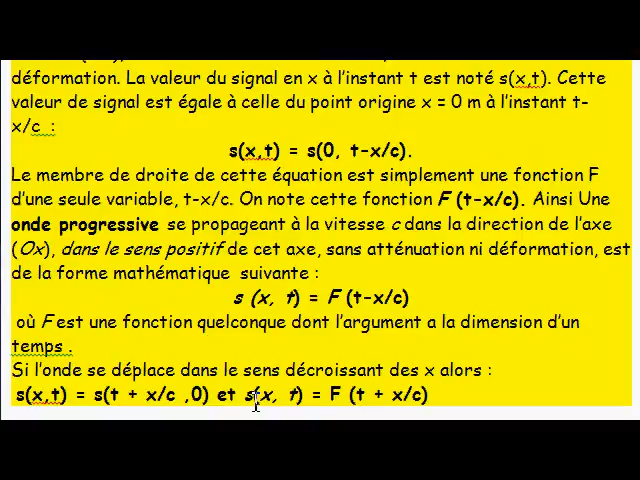 déformation. La valeur du signal en x à l'instant t est noté s(x,t). Cette
valeur de signal est égale à celle du point origine x = 0 m à l'instant t-
x/c :
s(x,t) = s(0, t-x/c).
Le membre de droite de cette équation est simplement une fonction F
d'une seule variable, t-x/c. On note cette fonction F (t-x/c). Ainsi Une
onde progressive se propageant à la vitesse c dans la direction de l'axe
(Ox), dans le sens positif de cet axe, sans atténuation ni déformation, est
de la forme mathématique suivante :
s (x, t) = F (t-x/c)
où F est une fonction quelconque dont l'argument a la dimension d'un
temps .
Si l'onde se déplace dans le sens décroissant des x alors :
s(x,t) = s(t + x/c ,0) et s(x, t) = F (t + x/c)